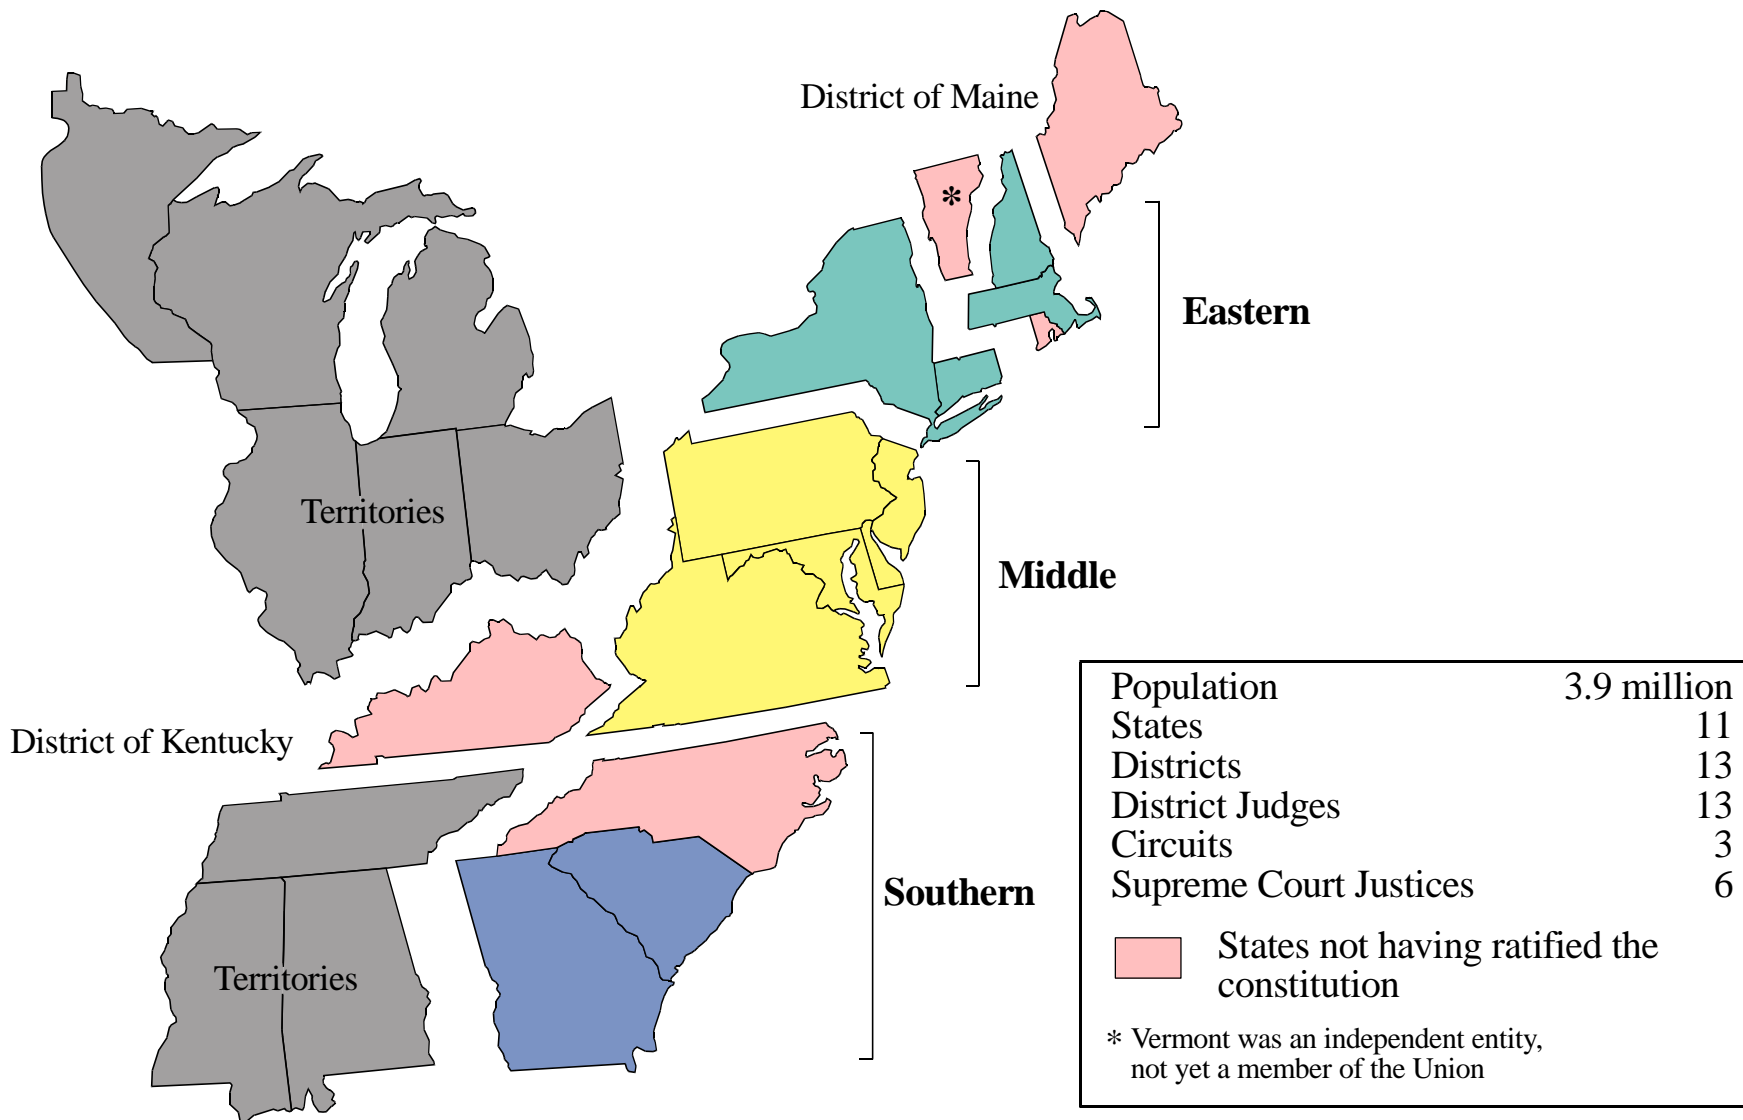 District of Maine
*
Eastern
Territories
Middle
District of Kentucky
Southern
Territories
Population 3.9 million
States 11
Districts 13
District Judges 13
Circuits 3
Supreme Court Justices 6
States not having ratified the
constitution
* Vermont was an independent entity,
not yet a member of the Union